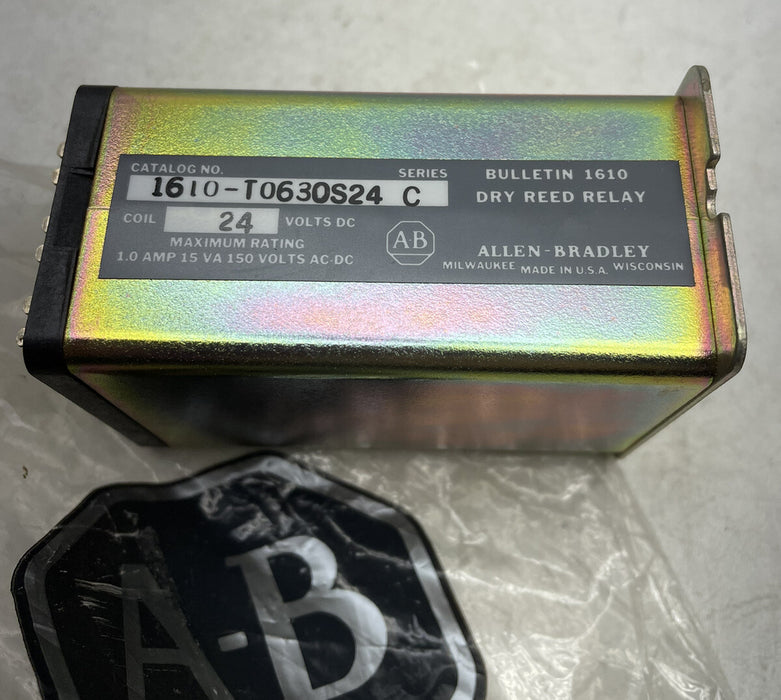 CATALOG NO. SERIES
1610-T0630S24 C
COIL 24 VOLTS DC
MAXIMUM RATING
1.0 AMP 15 VA 150 VOLTS AC-DC
A-B
BULLETIN 1610
DRY REED RELAY
ALLEN-BRADLEY
MILWAUKEE MADE IN U.S.A. WISCONSIN
A-B